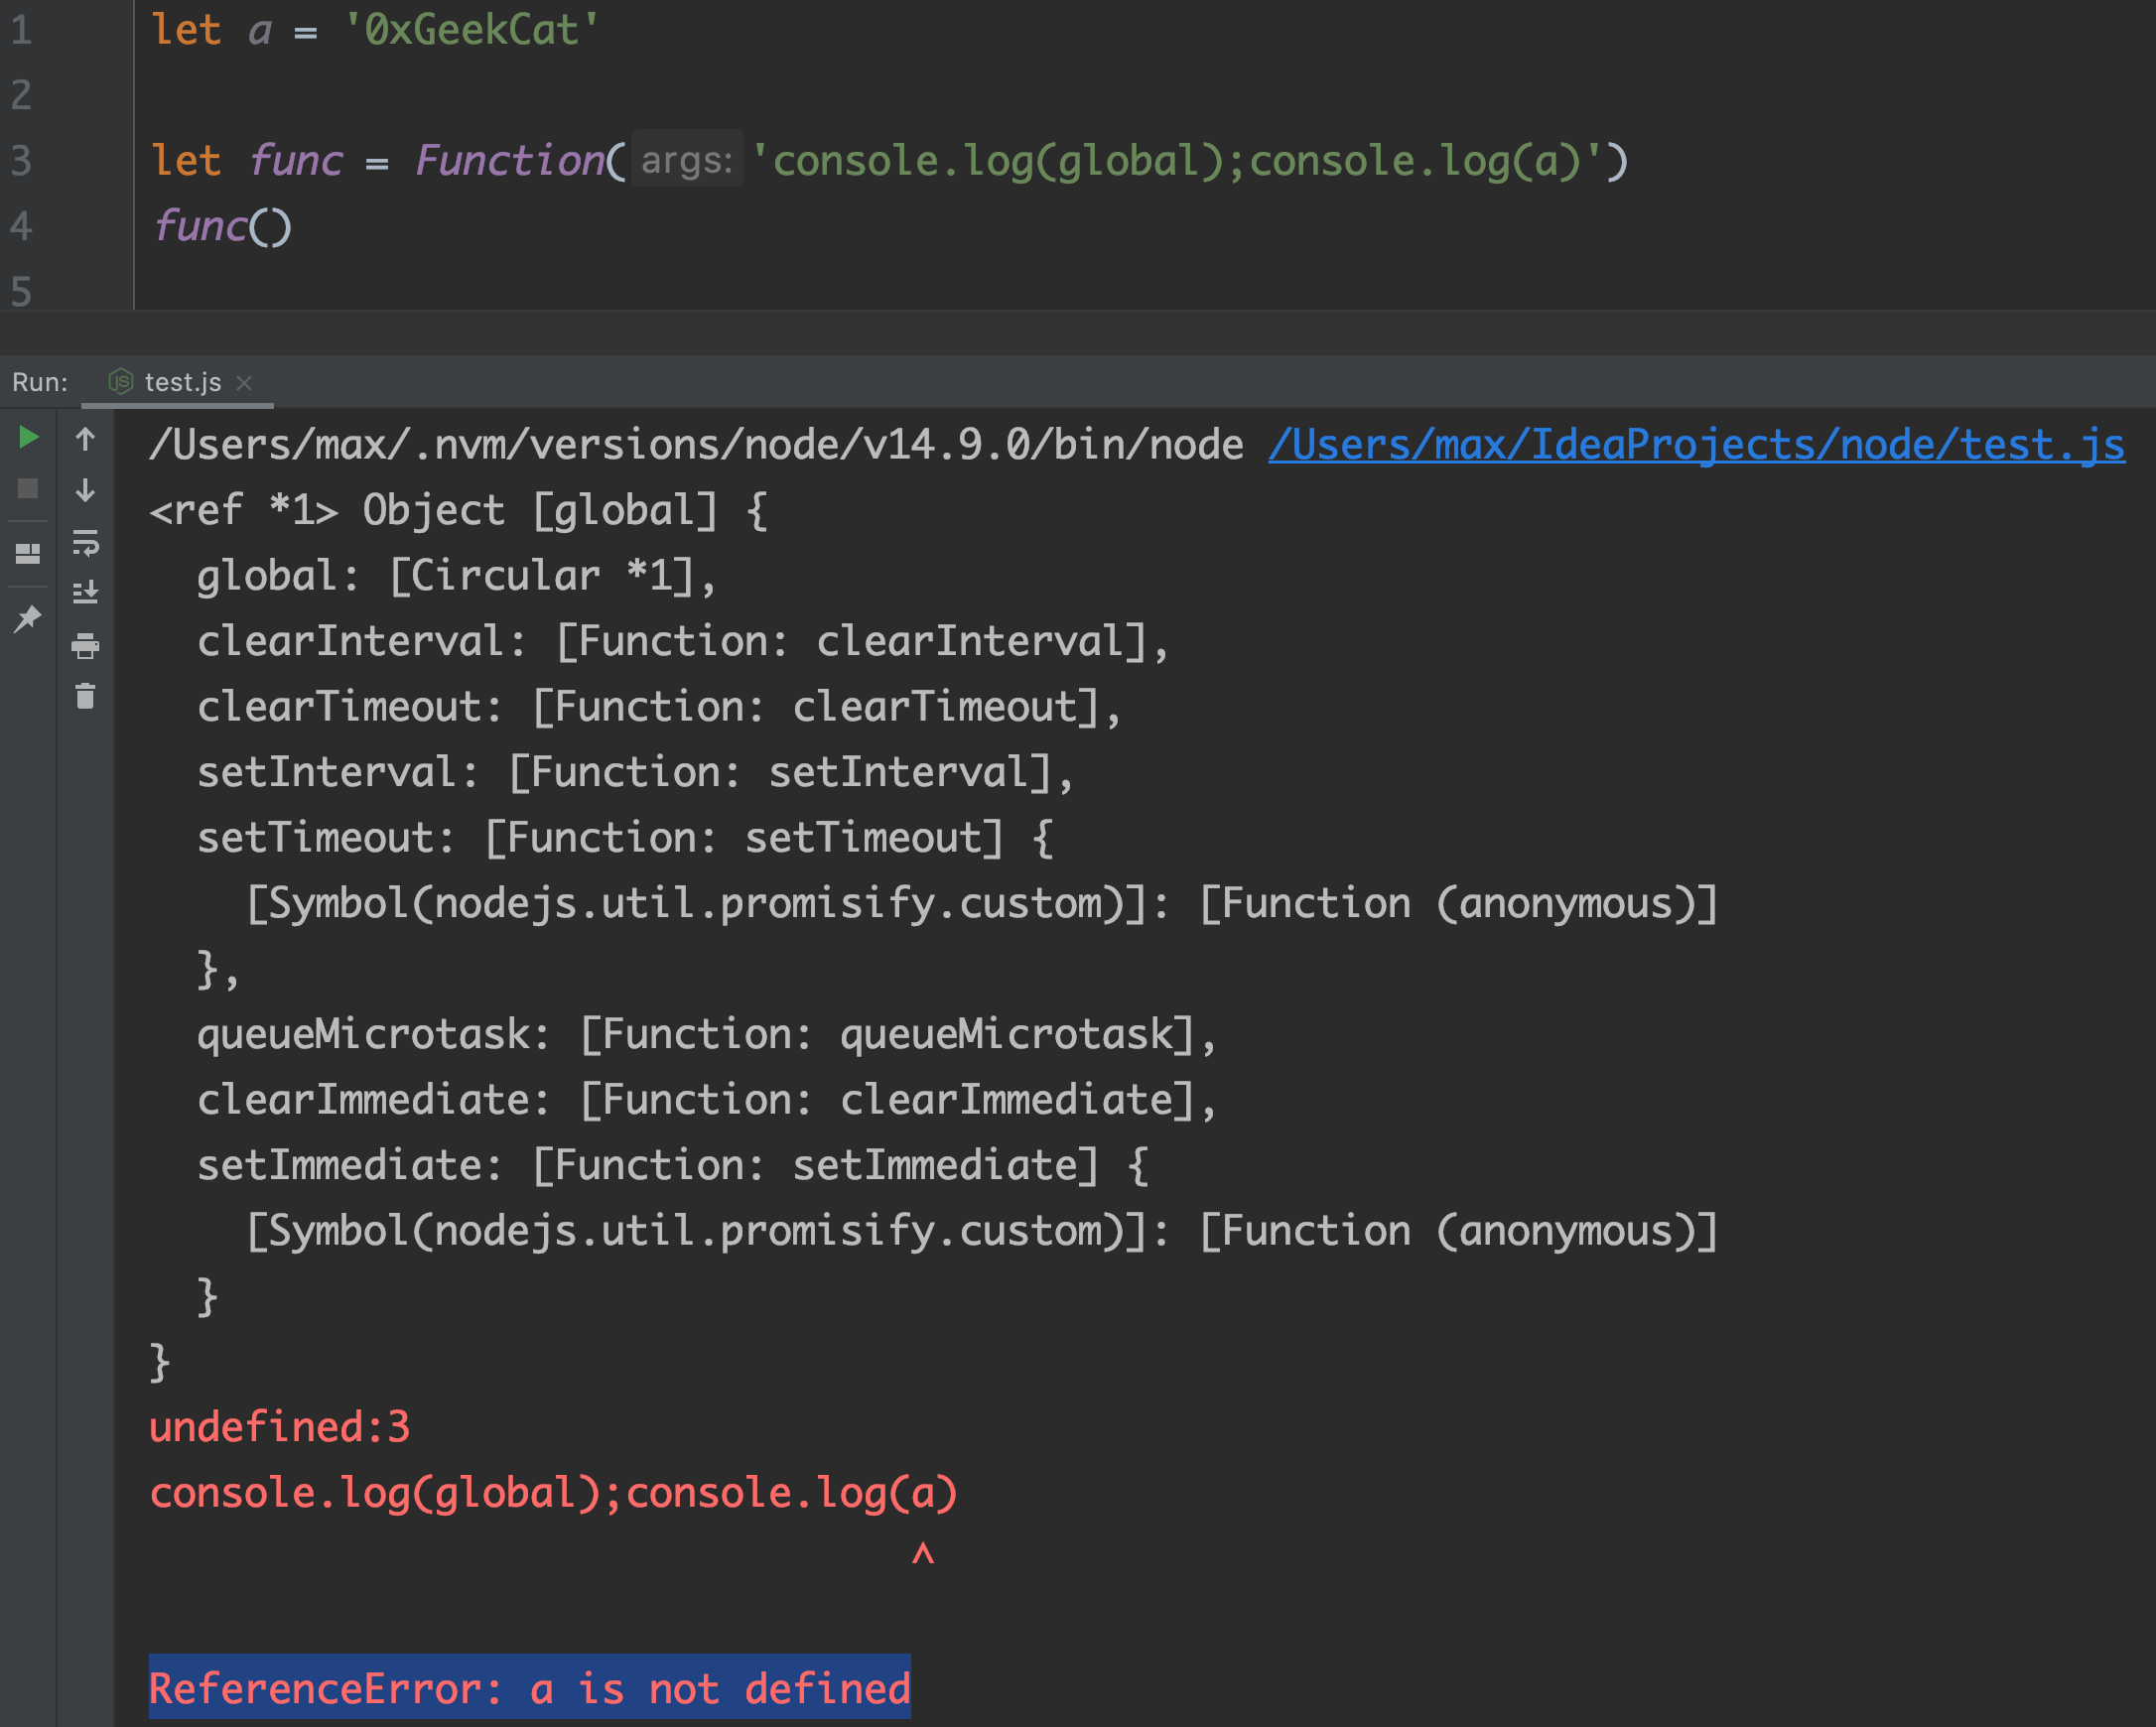 1 let a = '0xGeekCat'
2
3 let func = Function( args: 'console.log(global);console.log(a)')
4 func()
5
Run: JS test.js
/Users/max/.nvm/versions/node/v14.9.0/bin/node /Users/max/IdeaProjects/node/test.js
<ref *1> Object [global] {
  global: [Circular *1],
  clearInterval: [Function: clearInterval],
  clearTimeout: [Function: clearTimeout],
  setInterval: [Function: setInterval],
  setTimeout: [Function: setTimeout] {
    [Symbol(nodejs.util.promisify.custom)]: [Function (anonymous)]
  },
  queueMicrotask: [Function: queueMicrotask],
  clearImmediate: [Function: clearImmediate],
  setImmediate: [Function: setImmediate] {
    [Symbol(nodejs.util.promisify.custom)]: [Function (anonymous)]
  }
}
undefined:3
console.log(global);console.log(a)
                                ^
ReferenceError: a is not defined